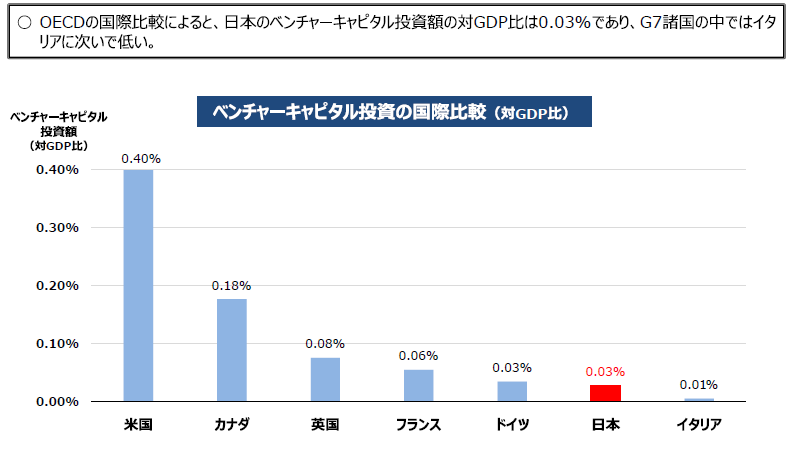 ○ OECDの国際比較によると、日本のベンチャーキャピタル投資額の対GDP比は0.03%であり、G7諸国の中ではイタ
リアに次いで低い。
ベンチャーキャピタル投資の国際比較（対GDP比）
ベンチャーキャピタル
投資額
（対GDP比）
0.40%
0.30%
0.20%
0.10%
0.00%
0.40%
0.18%
0.08%
0.06%
0.03%
0.03%
0.01%
米国
カナダ
英国
フランス
ドイツ
日本
イタリア